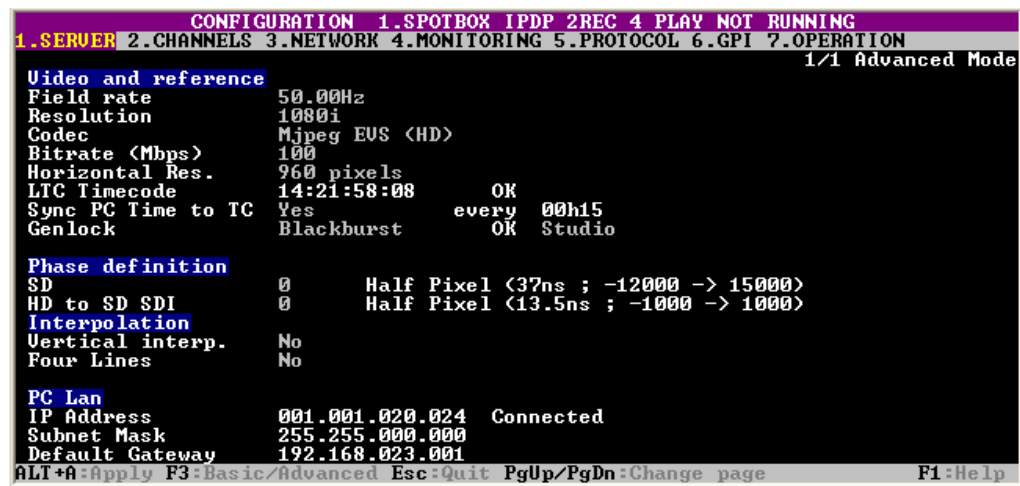 CONFIGURATION 1.SPOTBOX IPDP 2REC 4 PLAY NOT RUNNING
1.SERVER 2.CHANNELS 3.NETWORK 4.MONITORING 5.PROTOCOL 6.GPI 7.OPERATION
1/1 Advanced Mode
Video and reference
Field rate 50.00Hz
Resolution 1080i
Codec Mjpeg EVS (HD)
Bitrate (Mbps) 100
Horizontal Res. 960 pixels
LTC Timecode 14:21:58:08 OK
Sync PC Time to TC Yes every 00h15
Genlock Blackburst OK Studio
Phase definition
SD 0 Half Pixel (37ns ; -12000 -> 15000)
HD to SD SDI 0 Half Pixel (13.5ns ; -1000 -> 1000)
Interpolation
Vertical interp. No
Four Lines No
PC Lan
IP Address 001.001.020.024 Connected
Subnet Mask 255.255.000.000
Default Gateway 192.168.023.001
ALT+A:Apply F3:Basic/Advanced Esc:Quit PgUp/PgDn:Change page F1:Help